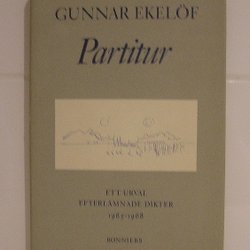 GUNNAR EKELÖF
Partitur
ETT URVAL
EFTERLÄMNADE DIKTER
1965-1968
BONNIERS